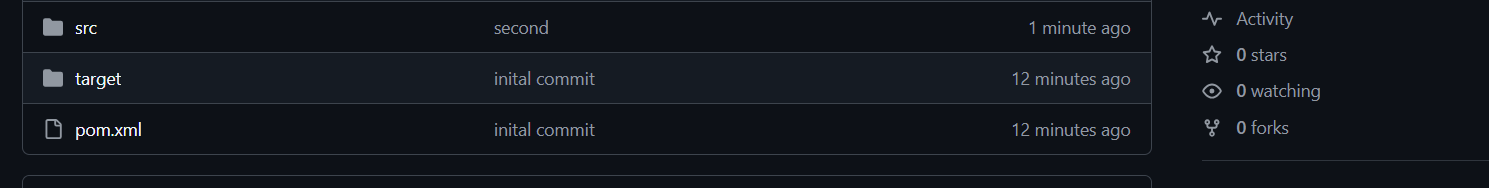 src second 1 minute ago
target inital commit 12 minutes ago
pom.xml inital commit 12 minutes ago
Activity
0 stars
0 watching
0 forks